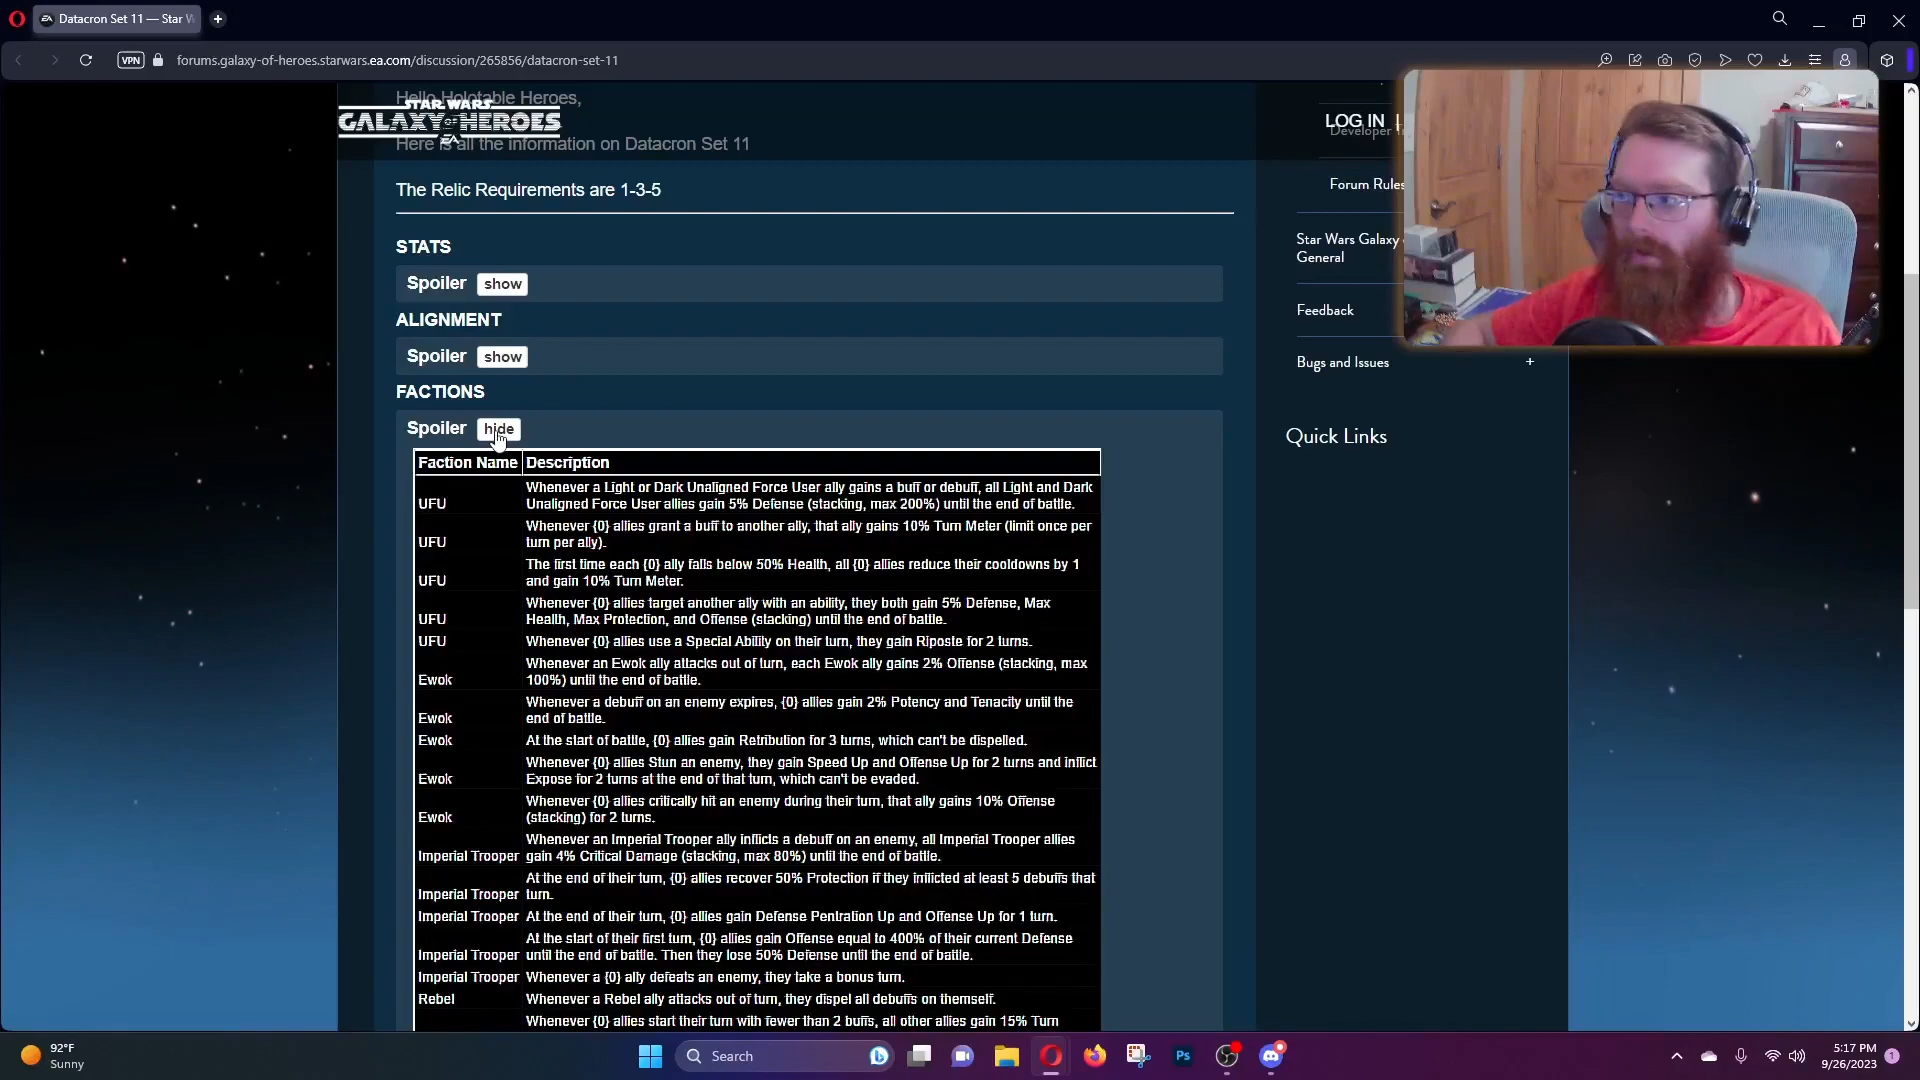 Datacron Set 11 — Star W
VPN
forums.galaxy-of-heroes.starwars.ea.com/discussion/265856/datacron-set-11
Hello Holotable Heroes,
STAR WARS
GALAXY OF HEROES
EA
LOG IN |
Developer
Here is all the information on Datacron Set 11
The Relic Requirements are 1-3-5
Forum Rules
STATS
Star Wars Galaxy
General
Spoiler show
Feedback
ALIGNMENT
Spoiler show
Bugs and Issues +
FACTIONS
Spoiler hide
Quick Links
Faction Name Description
Whenever a Light or Dark Unaligned Force User ally gains a buff or debuff, all Light and Dark
UFU Unaligned Force User allies gain 5% Defense (stacking, max 200%) until the end of battle.
Whenever {0} allies grant a buff to another ally, that ally gains 10% Turn Meter (limit once per
UFU turn per ally).
The first time each {0} ally falls below 50% Health, all {0} allies reduce their cooldowns by 1
UFU and gain 10% Turn Meter.
Whenever {0} allies target another ally with an ability, they both gain 5% Defense, Max
UFU Health, Max Protection, and Offense (stacking) until the end of battle.
UFU Whenever {0} allies use a Special Ability on their turn, they gain Riposte for 2 turns.
Whenever an Ewok ally attacks out of turn, each Ewok ally gains 2% Offense (stacking, max
Ewok 100%) until the end of battle.
Whenever a debuff on an enemy expires, {0} allies gain 2% Potency and Tenacity until the
Ewok end of battle.
Ewok At the start of battle, {0} allies gain Retribution for 3 turns, which can't be dispelled.
Whenever {0} allies Stun an enemy, they gain Speed Up and Offense Up for 2 turns and inflict
Ewok Expose for 2 turns at the end of that turn, which can't be evaded.
Whenever {0} allies critically hit an enemy during their turn, that ally gains 10% Offense
Ewok (stacking) for 2 turns.
Whenever an Imperial Trooper ally inflicts a debuff on an enemy, all Imperial Trooper allies
Imperial Trooper gain 4% Critical Damage (stacking, max 80%) until the end of battle.
At the end of their turn, {0} allies recover 50% Protection if they inflicted at least 5 debuffs that
Imperial Trooper turn.
Imperial Trooper At the end of their turn, {0} allies gain Defense Pentration Up and Offense Up for 1 turn.
At the start of their first turn, {0} allies gain Offense equal to 400% of their current Defense
Imperial Trooper until the end of battle. Then they lose 50% Defense until the end of battle.
Imperial Trooper Whenever a {0} ally defeats an enemy, they take a bonus turn.
Rebel Whenever a Rebel ally attacks out of turn, they dispel all debuffs on themself.
Whenever {0} allies start their turn with fewer than 2 buffs, all other allies gain 15% Turn
92°F
Sunny
Search
Ps
5:17 PM
9/26/2023
1